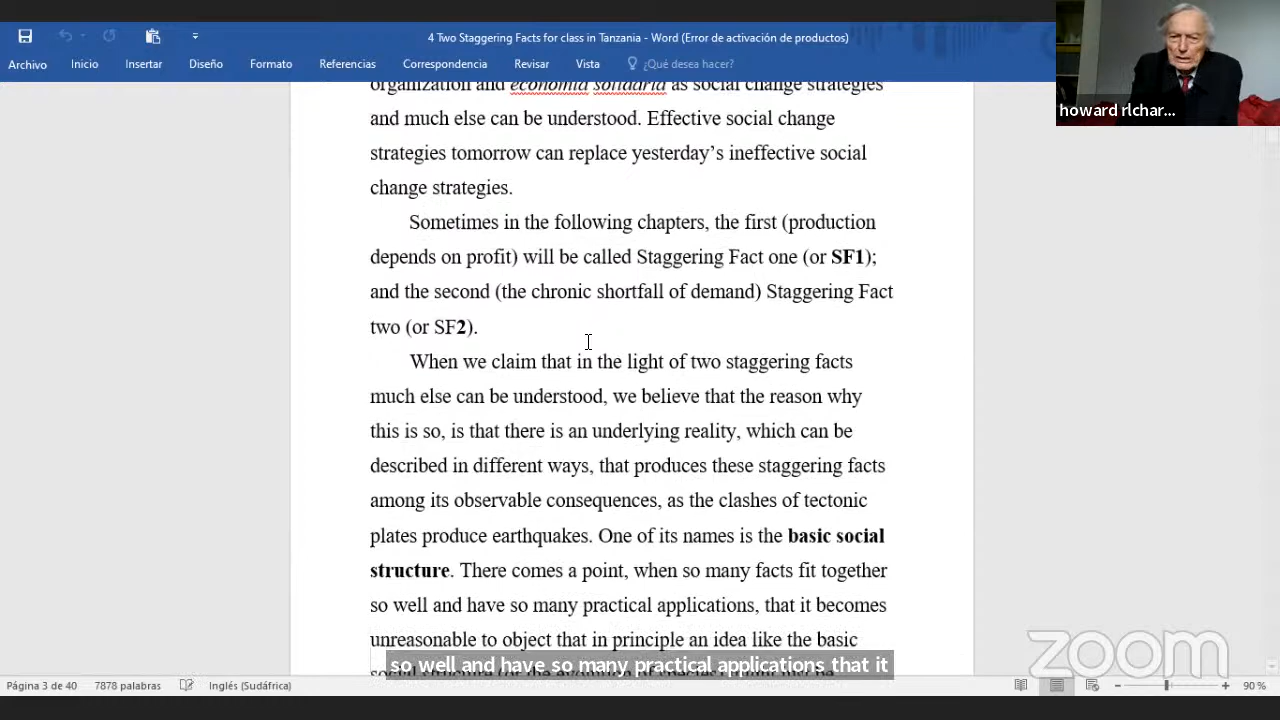 4 Two Staggering Facts for class in Tanzania - Word (Error de activación de productos)
Archivo
Inicio
Insertar
Diseño
Formato
Referencias
Correspondencia
Revisar
Vista
¿Qué desea hacer?
howard rlchar...
organization and economia solidaria as social change strategies
and much else can be understood. Effective social change
strategies tomorrow can replace yesterday’s ineffective social
change strategies.
Sometimes in the following chapters, the first (production
depends on profit) will be called Staggering Fact one (or SF1);
and the second (the chronic shortfall of demand) Staggering Fact
two (or SF2).
When we claim that in the light of two staggering facts
much else can be understood, we believe that the reason why
this is so, is that there is an underlying reality, which can be
described in different ways, that produces these staggering facts
among its observable consequences, as the clashes of tectonic
plates produce earthquakes. One of its names is the basic social
structure. There comes a point, when so many facts fit together
so well and have so many practical applications, that it becomes
unreasonable to object that in principle an idea like the basic
so well and have so many practical applications that it
zoom
Página 3 de 40
7878 palabras
Inglés (Sudáfrica)
90 %